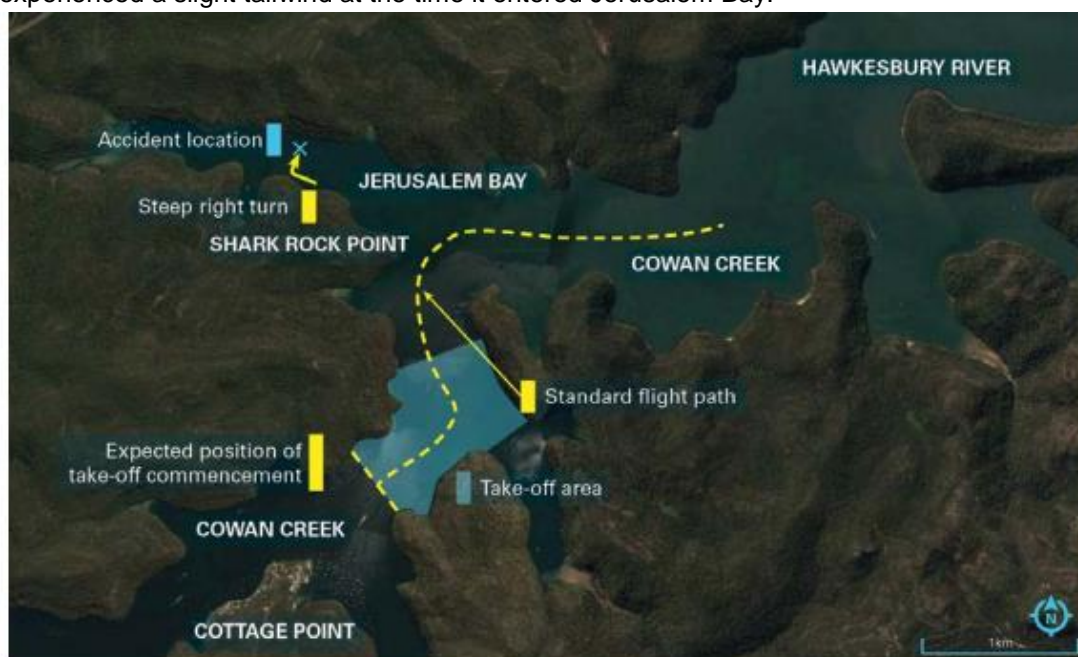 experienced a slight tailwind at the time it entered Jerusalem Bay.
HAWKESBURY RIVER
Accident location
JERUSALEM BAY
Steep right turn
SHARK ROCK POINT
COWAN CREEK
Standard flight path
Expected position of
take-off commencement
Take-off area
COWAN CREEK
COTTAGE POINT
N
1km